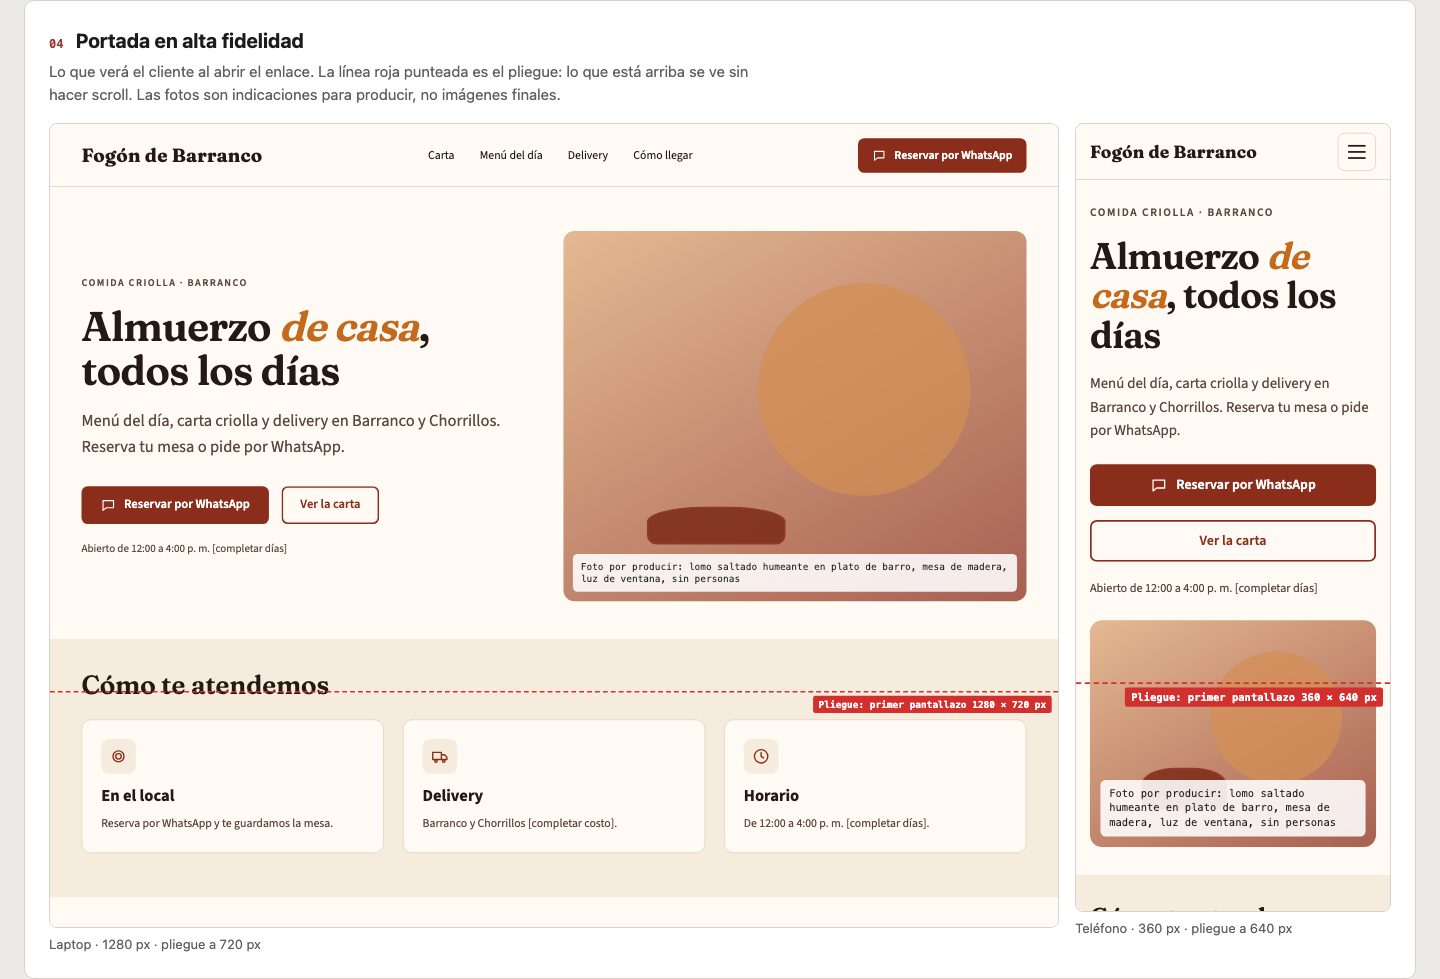 04 Portada en alta fidelidad
Lo que verá el cliente al abrir el enlace. La línea roja punteada es el pliegue: lo que está arriba se ve sin
hacer scroll. Las fotos son indicaciones para producir, no imágenes finales.
Fogón de Barranco
Carta
Menú del día
Delivery
Cómo llegar
Reservar por WhatsApp
COMIDA CRIOLLA · BARRANCO
Almuerzo de casa,
todos los días
Menú del día, carta criolla y delivery en Barranco y Chorrillos.
Reserva tu mesa o pide por WhatsApp.
Reservar por WhatsApp
Ver la carta
Abierto de 12:00 a 4:00 p. m. [completar días]
Foto por producir: lomo saltado humeante en plato de barro, mesa de madera,
luz de ventana, sin personas
Cómo te atendemos
Pliegue: primer pantallazo 1280 × 720 px
En el local
Reserva por WhatsApp y te guardamos la mesa.
Delivery
Barranco y Chorrillos [completar costo].
Horario
De 12:00 a 4:00 p. m. [completar días].
Laptop · 1280 px · pliegue a 720 px
Fogón de Barranco
COMIDA CRIOLLA · BARRANCO
Almuerzo de
casa, todos los
días
Menú del día, carta criolla y delivery en
Barranco y Chorrillos. Reserva tu mesa o pide
por WhatsApp.
Reservar por WhatsApp
Ver la carta
Abierto de 12:00 a 4:00 p. m. [completar días]
Pliegue: primer pantallazo 360 × 640 px
Foto por producir: lomo saltado
humeante en plato de barro, mesa de
madera, luz de ventana, sin personas
Teléfono · 360 px · pliegue a 640 px